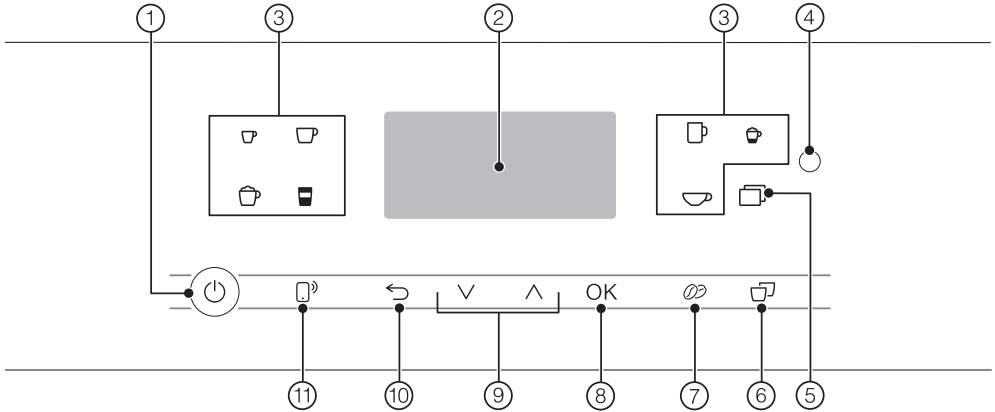 ① ③ ② ③ ④
OK
⑪ ⑩ ⑨ ⑧ ⑦ ⑥ ⑤